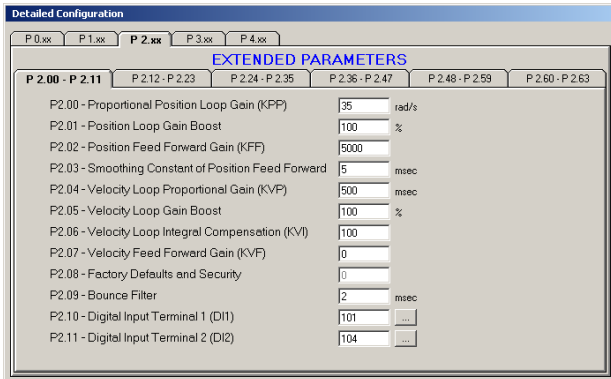 Detailed Configuration
P 0.xx P 1.xx P 2.xx P 3.xx P 4.xx
EXTENDED PARAMETERS
P 2.00 - P 2.11 P 2.12 - P 2.23 P 2.24 - P 2.35 P 2.36 - P 2.47 P 2.48 - P 2.59 P 2.60 - P 2.63
P2.00 - Proportional Position Loop Gain (KPP) 35 rad/s
P2.01 - Position Loop Gain Boost 100 %
P2.02 - Position Feed Forward Gain (KFF) 5000
P2.03 - Smoothing Constant of Position Feed Forward 5 msec
P2.04 - Velocity Loop Proportional Gain (KVP) 500 msec
P2.05 - Velocity Loop Gain Boost 100 %
P2.06 - Velocity Loop Integral Compensation (KVI) 100
P2.07 - Velocity Feed Forward Gain (KVF) 0
P2.08 - Factory Defaults and Security 0
P2.09 - Bounce Filter 2 msec
P2.10 - Digital Input Terminal 1 (DI1) 101 ...
P2.11 - Digital Input Terminal 2 (DI2) 104 ...